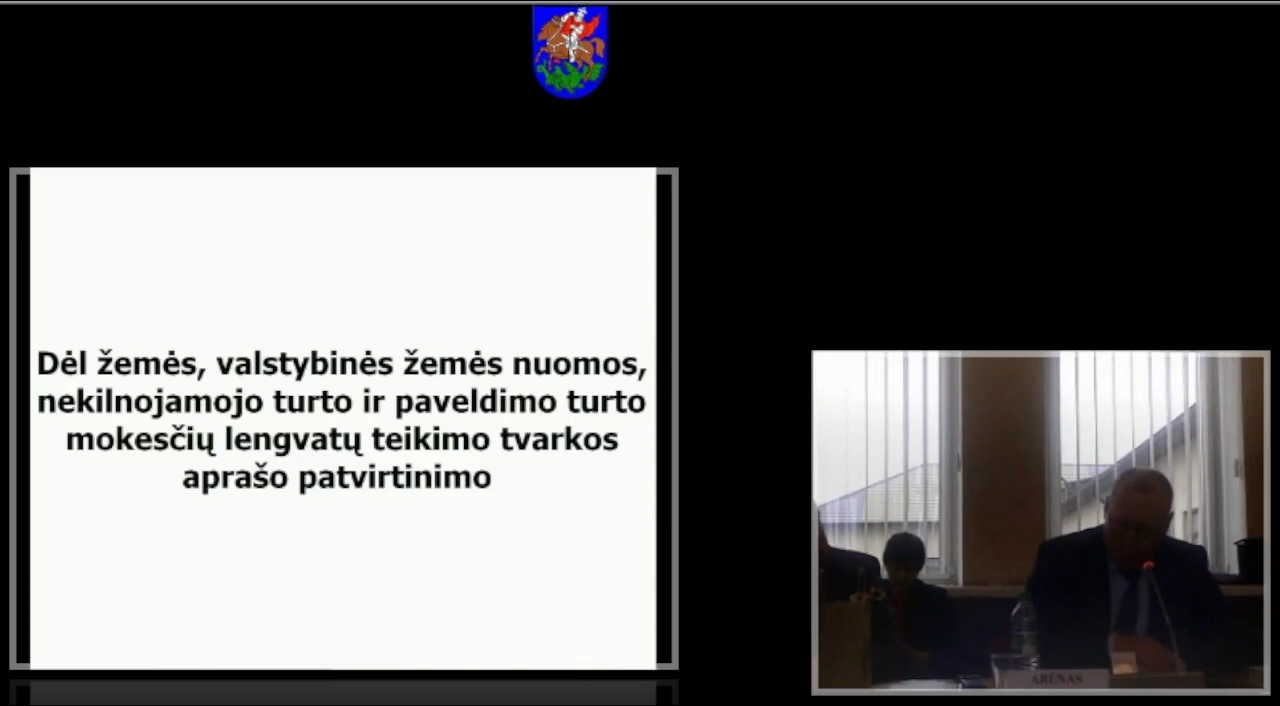 Dėl žemės, valstybinės žemės nuomos,
nekilnojamojo turto ir paveldimo turto
mokesčių lengvatų teikimo tvarkos
aprašo patvirtinimo
ARŪNAS